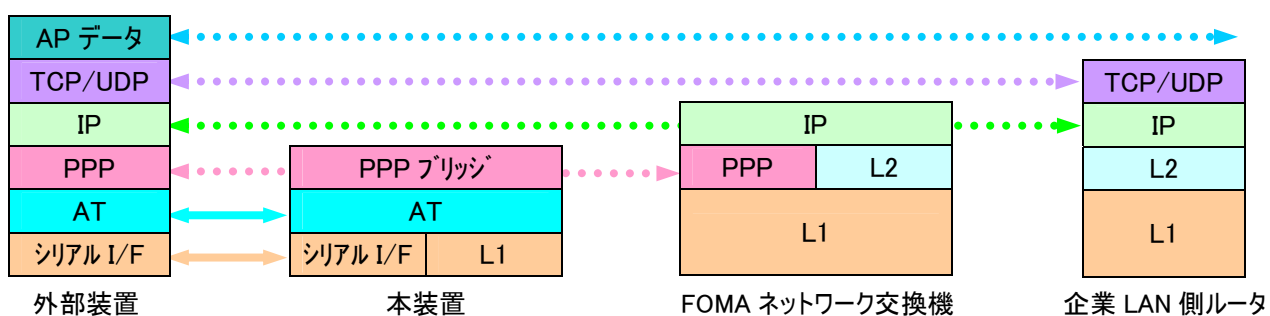 AP データ
TCP/UDP
TCP/UDP
IP
IP
IP
PPP
PPP ブリッジ
PPP
L2
L2
AT
AT
L1
L1
シリアル I/F
シリアル I/F
L1
外部装置
本装置
FOMA ネットワーク交換機
企業 LAN 側ルータ